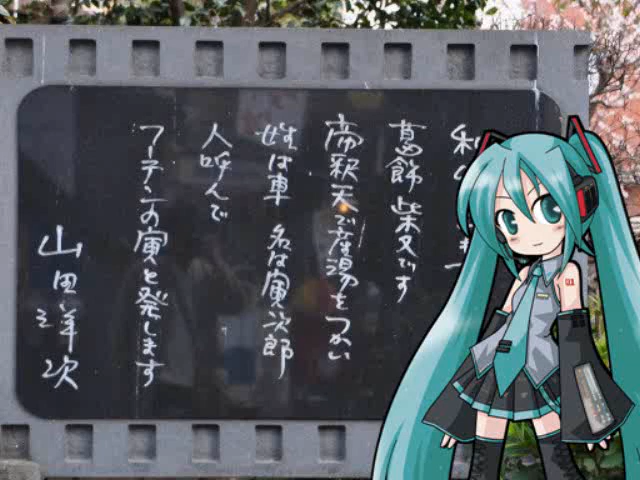 私
葛飾 柴又です
帝釈天で産湯をつかい
姓は車 名は寅次郎
人呼んで
フーテンの寅と発します
山田洋次
01